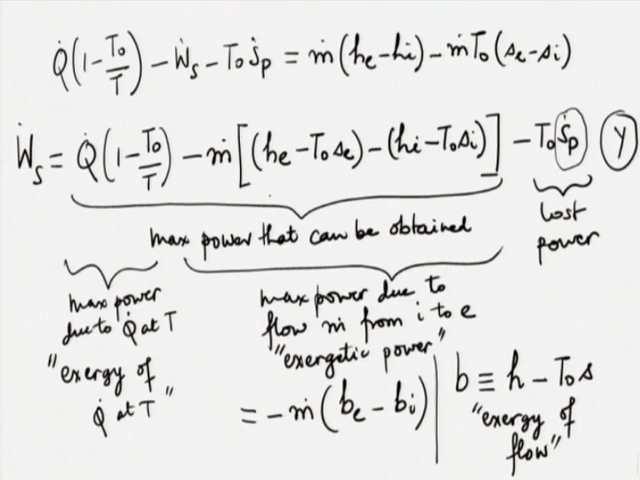 Q̇(1-T₀/T) - Ẇₛ - T₀Ṡₚ = ṁ(hₑ-hᵢ) - ṁT₀(sₑ-sᵢ)
Ẇₛ = Q̇(1-T₀/T) - ṁ[(hₑ-T₀sₑ)-(hᵢ-T₀sᵢ)] - T₀Ṡₚ Y
max power that can be obtained
lost
power
max power
due to Q̇ at T
"exergy of
Q̇ at T"
max power due to
flow ṁ from i to e
"exergetic power"
= -ṁ(bₑ - bᵢ)
b ≡ h - T₀s
"exergy of
flow"